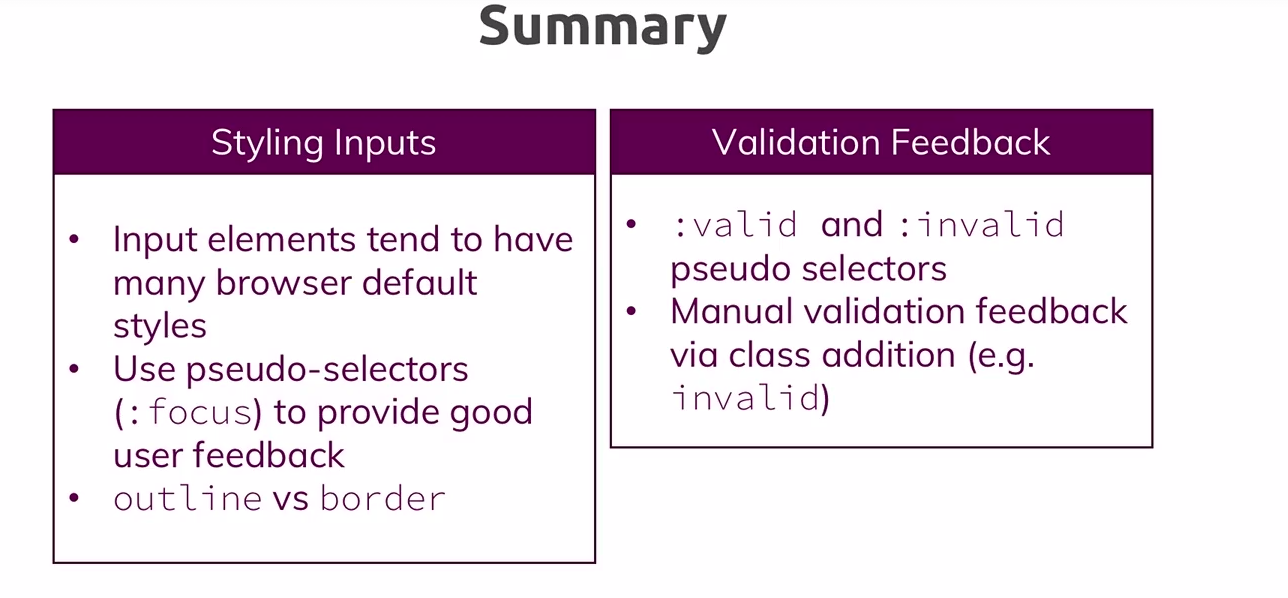 Summary
Styling Inputs
• Input elements tend to have
many browser default
styles
• Use pseudo-selectors
(:focus) to provide good
user feedback
• outline vs border
Validation Feedback
• :valid and :invalid
pseudo selectors
• Manual validation feedback
via class addition (e.g.
invalid)